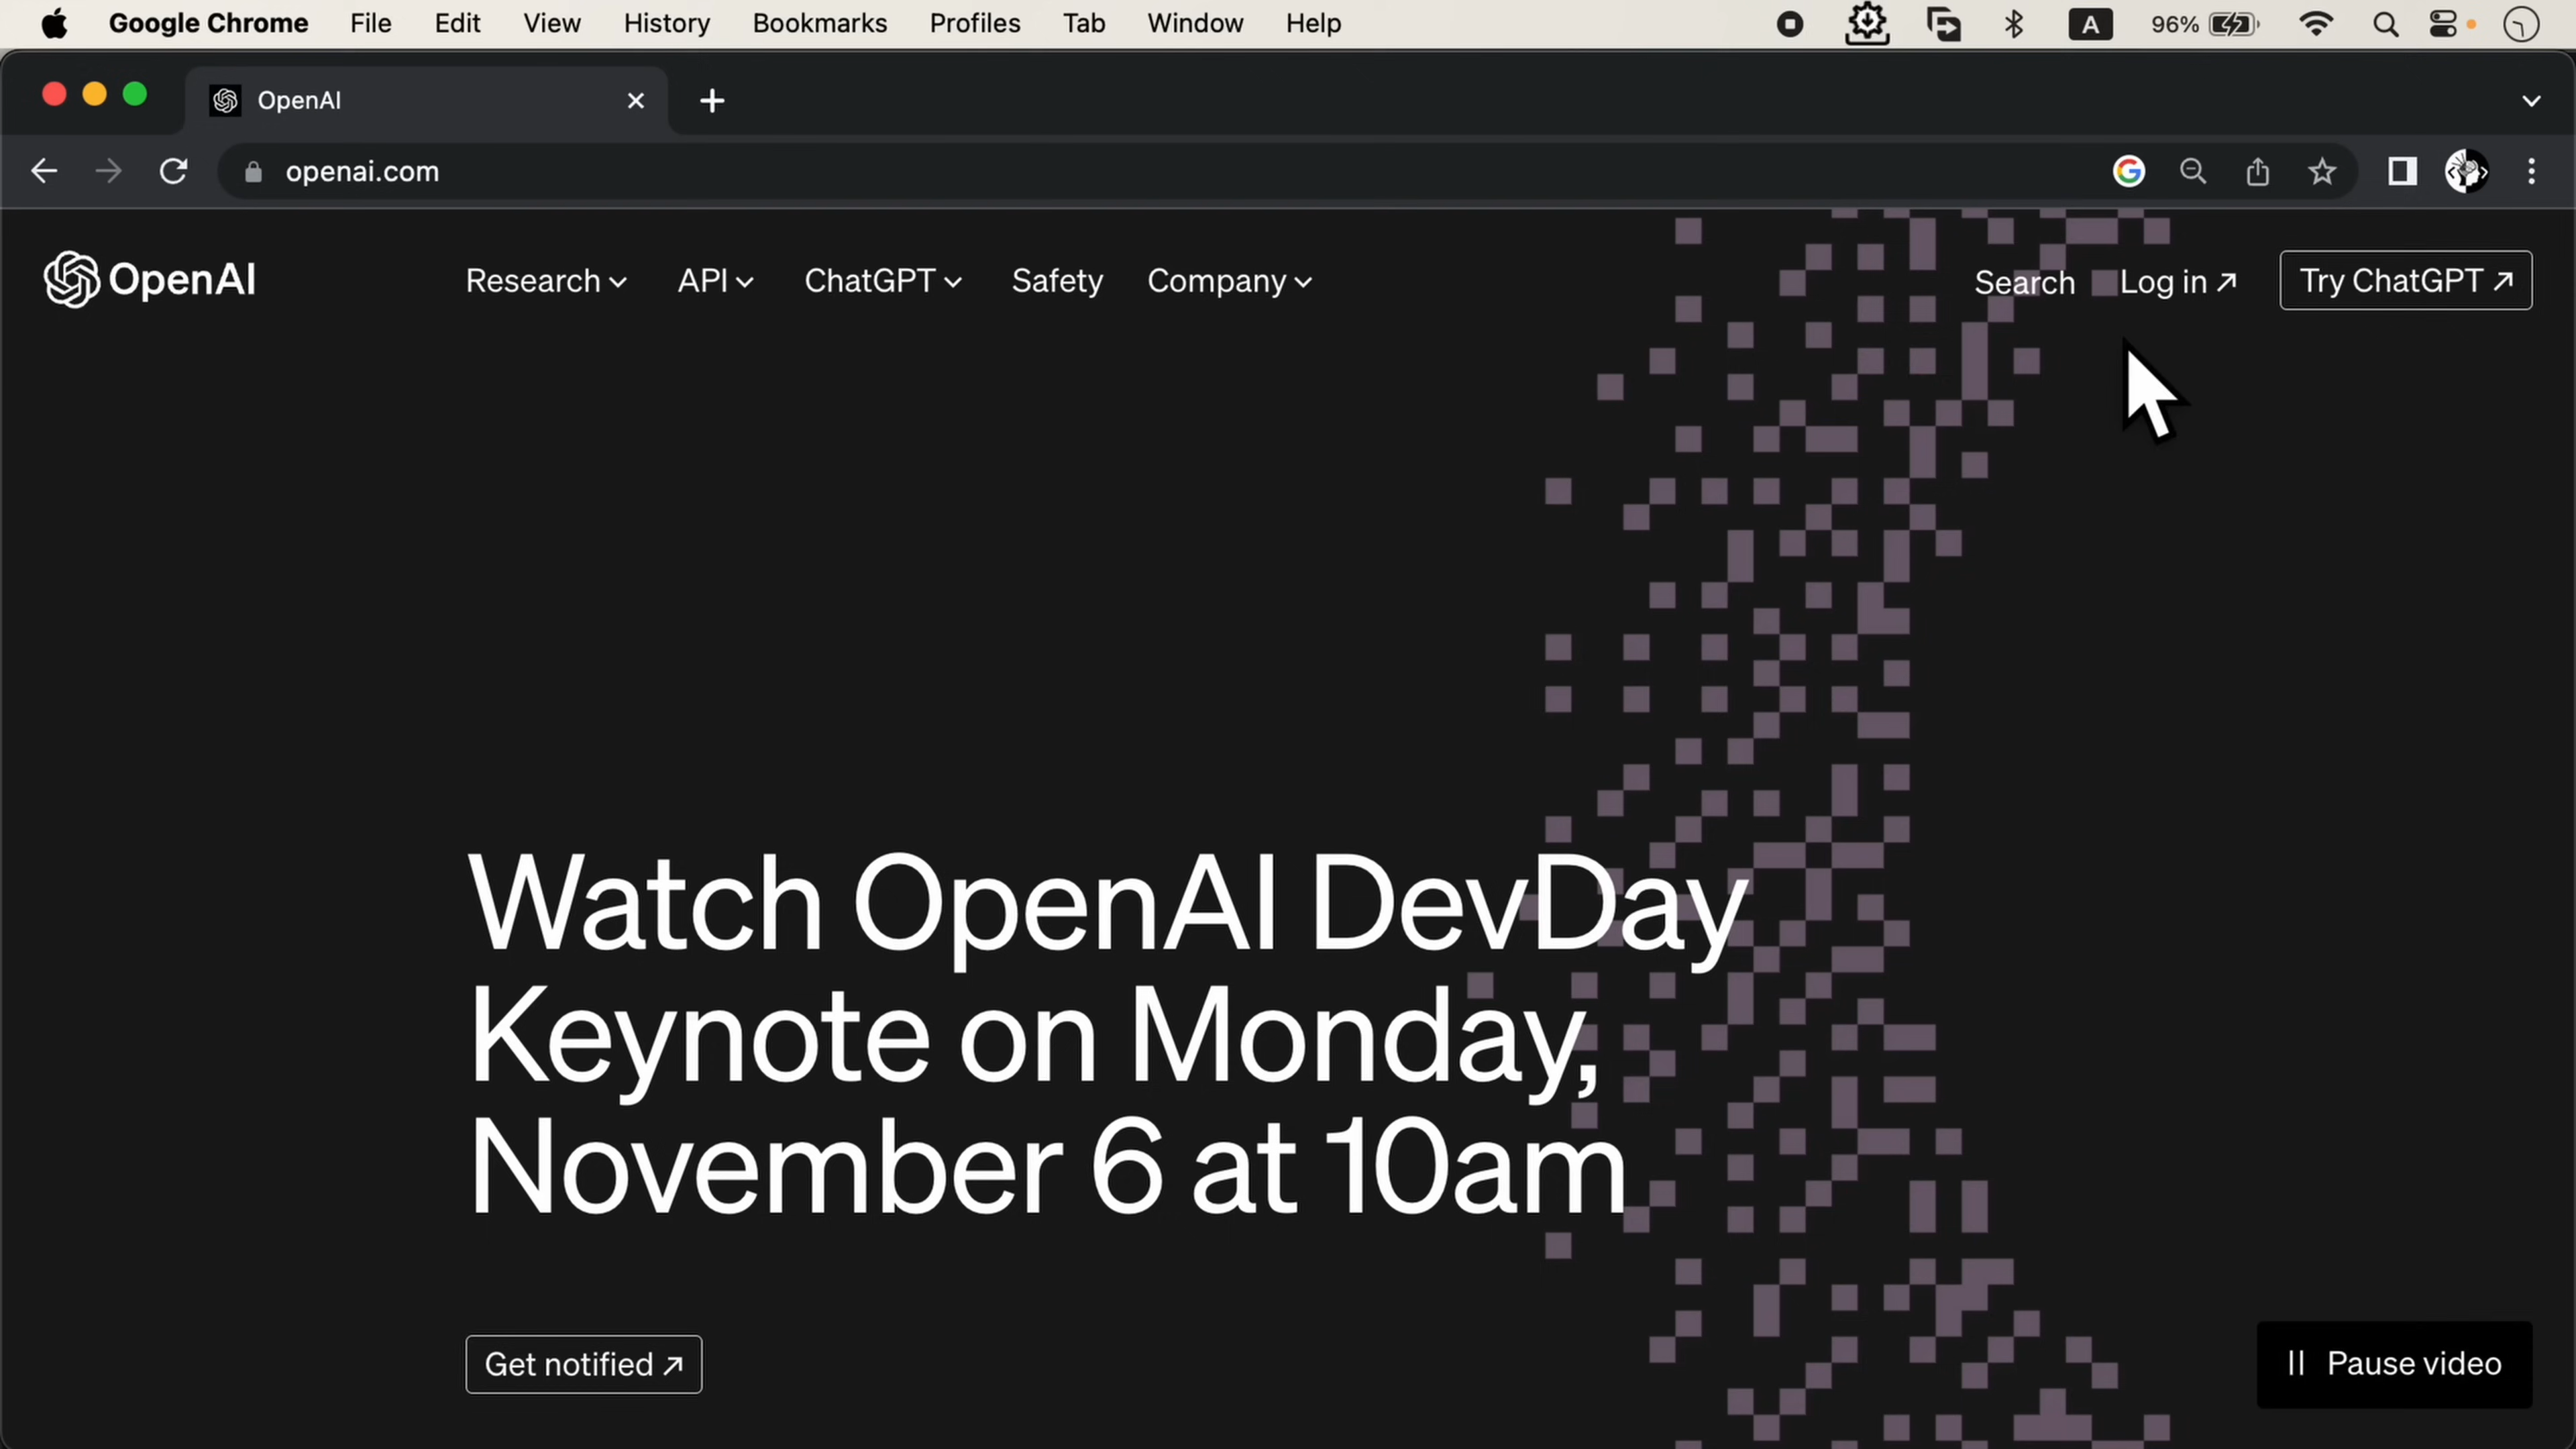 Google Chrome File Edit View History Bookmarks Profiles Tab Window Help A 96%
OpenAI
openai.com
OpenAI Research API ChatGPT Safety Company Search Log in ↗ Try ChatGPT ↗
Watch OpenAI DevDay
Keynote on Monday,
November 6 at 10am
Get notified ↗
Pause video